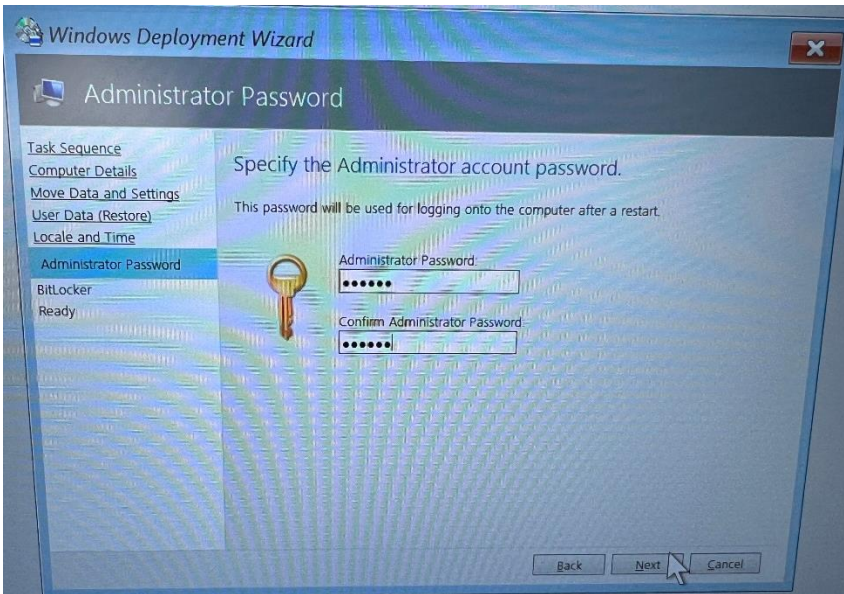 Windows Deployment Wizard
Administrator Password
Task Sequence
Computer Details
Move Data and Settings
User Data (Restore)
Locale and Time
Administrator Password
BitLocker
Ready
Specify the Administrator account password.
This password will be used for logging onto the computer after a restart.
Administrator Password:
••••••
Confirm Administrator Password:
••••••
Back
Next
Cancel